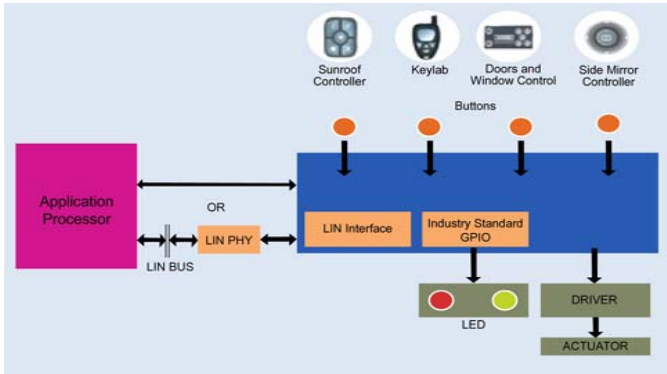 Sunroof
Controller
Keylab
Doors and
Window Control
Side Mirror
Controller
Buttons
Application
Processor
OR
LIN BUS
LIN PHY
LIN Interface
Industry Standard
GPIO
LED
DRIVER
ACTUATOR